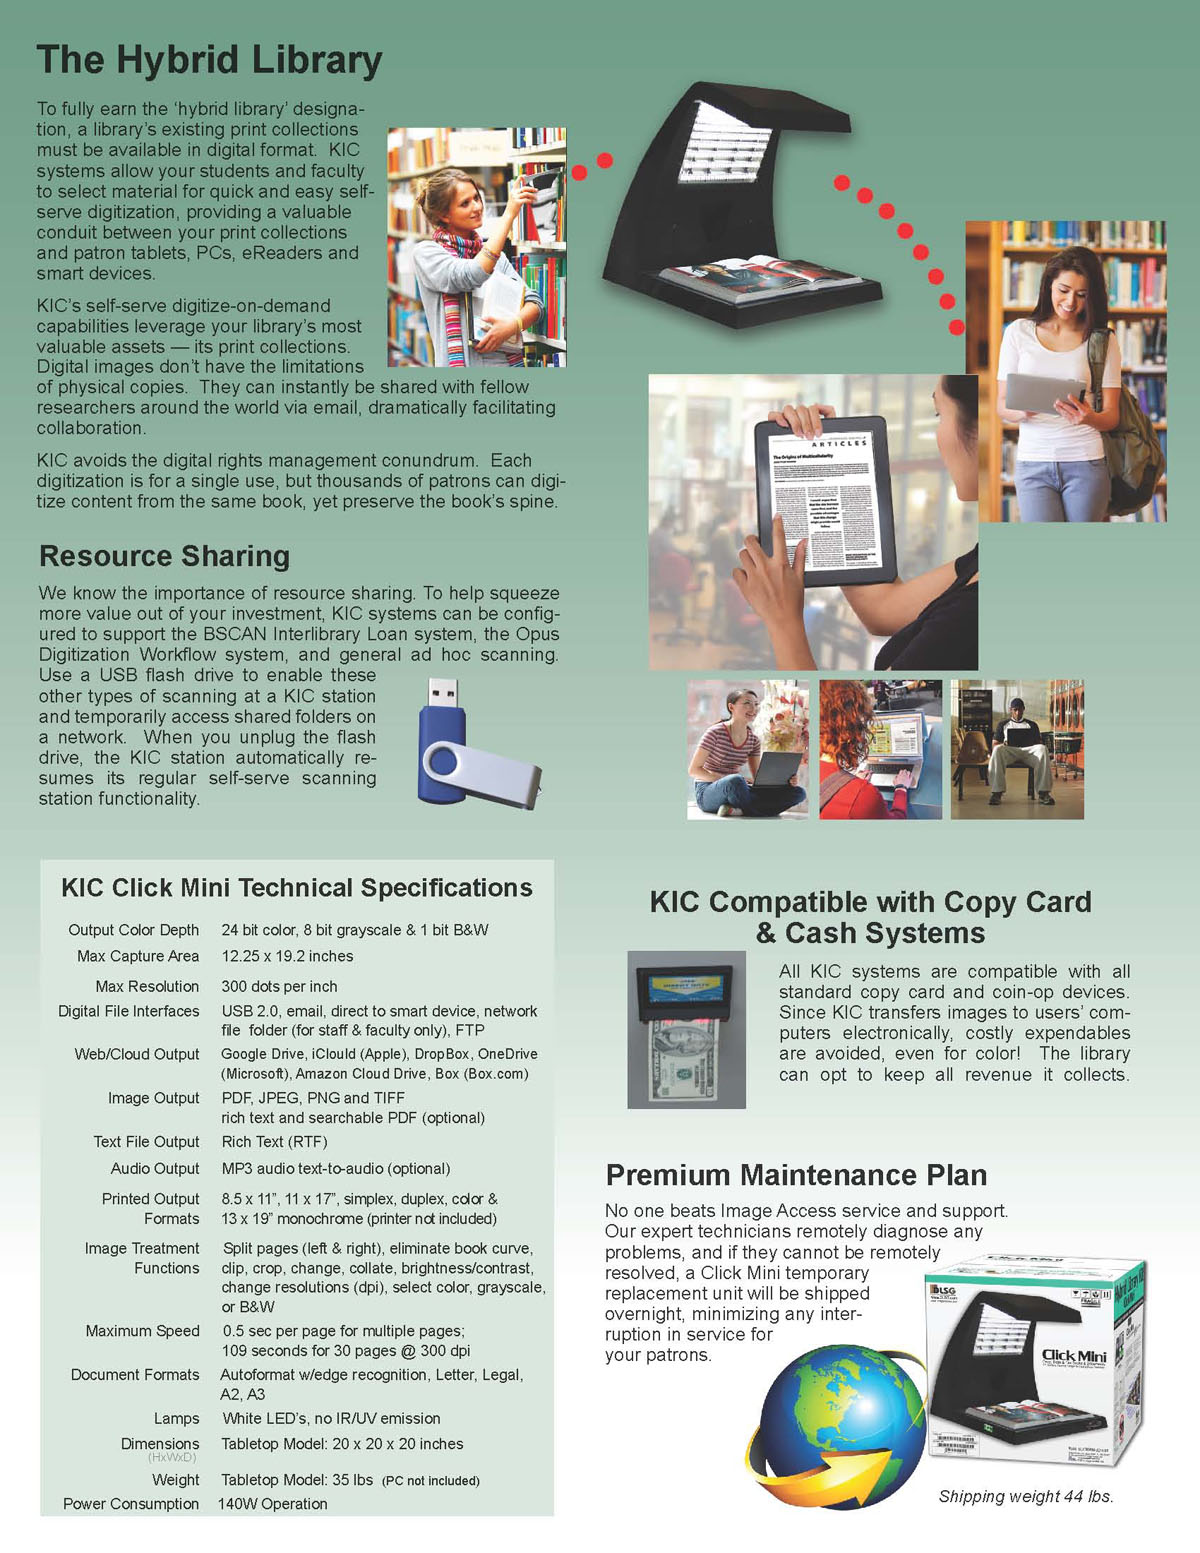 The Hybrid Library
To fully earn the ‘hybrid library’ designa-
tion, a library’s existing print collections
must be available in digital format.  KIC
systems allow your students and faculty
to select material for quick and easy self-
serve digitization, providing a valuable
conduit between your print collections
and patron tablets, PCs, eReaders and
smart devices.
KIC’s self-serve digitize-on-demand
capabilities leverage your library’s most
valuable assets — its print collections.
Digital images don’t have the limitations
of physical copies.  They can instantly be shared with fellow
researchers around the world via email, dramatically facilitating
collaboration.
KIC avoids the digital rights management conundrum.  Each
digitization is for a single use, but thousands of patrons can digi-
tize content from the same book, yet preserve the book’s spine.
ARTICLES
The Origins of Multicellularity
Resource Sharing
We know the importance of resource sharing. To help squeeze
more value out of your investment, KIC systems can be config-
ured to support the BSCAN Interlibrary Loan system, the Opus
Digitization Workflow system, and general ad hoc scanning.
Use a USB flash drive to enable these
other types of scanning at a KIC station
and temporarily access shared folders on
a network.  When you unplug the flash
drive, the KIC station automatically re-
sumes its regular self-serve scanning
station functionality.
KIC Click Mini Technical Specifications
Output Color Depth 24 bit color, 8 bit grayscale & 1 bit B&W
Max Capture Area 12.25 x 19.2 inches
Max Resolution 300 dots per inch
Digital File Interfaces USB 2.0, email, direct to smart device, network
file  folder (for staff & faculty only), FTP
Web/Cloud Output Google Drive, iClould (Apple), DropBox, OneDrive
(Microsoft), Amazon Cloud Drive, Box (Box.com)
Image Output PDF, JPEG, PNG and TIFF
rich text and searchable PDF (optional)
Text File Output Rich Text (RTF)
Audio Output MP3 audio text-to-audio (optional)
Printed Output 8.5 x 11”, 11 x 17”, simplex, duplex, color &
Formats 13 x 19” monochrome (printer not included)
Image Treatment Split pages (left & right), eliminate book curve,
Functions clip, crop, change, collate, brightness/contrast,
change resolutions (dpi), select color, grayscale,
or B&W
Maximum Speed 0.5 sec per page for multiple pages;
109 seconds for 30 pages @ 300 dpi
Document Formats Autoformat w/edge recognition, Letter, Legal,
A2, A3
Lamps White LED’s, no IR/UV emission
Dimensions Tabletop Model: 20 x 20 x 20 inches
(HxWxD)
Weight Tabletop Model: 35 lbs  (PC not included)
Power Consumption 140W Operation
KIC Compatible with Copy Card
& Cash Systems
All KIC systems are compatible with all
standard copy card and coin-op devices.
Since KIC transfers images to users’ com-
puters electronically, costly expendables
are avoided, even for color!  The library
can opt to keep all revenue it collects.
Premium Maintenance Plan
No one beats Image Access service and support.
Our expert technicians remotely diagnose any
problems, and if they cannot be remotely
resolved, a Click Mini temporary
replacement unit will be shipped
overnight, minimizing any inter-
ruption in service for
your patrons.
Click Mini
DLSG
FRAGILE
Click Mini
Shipping weight 44 lbs.